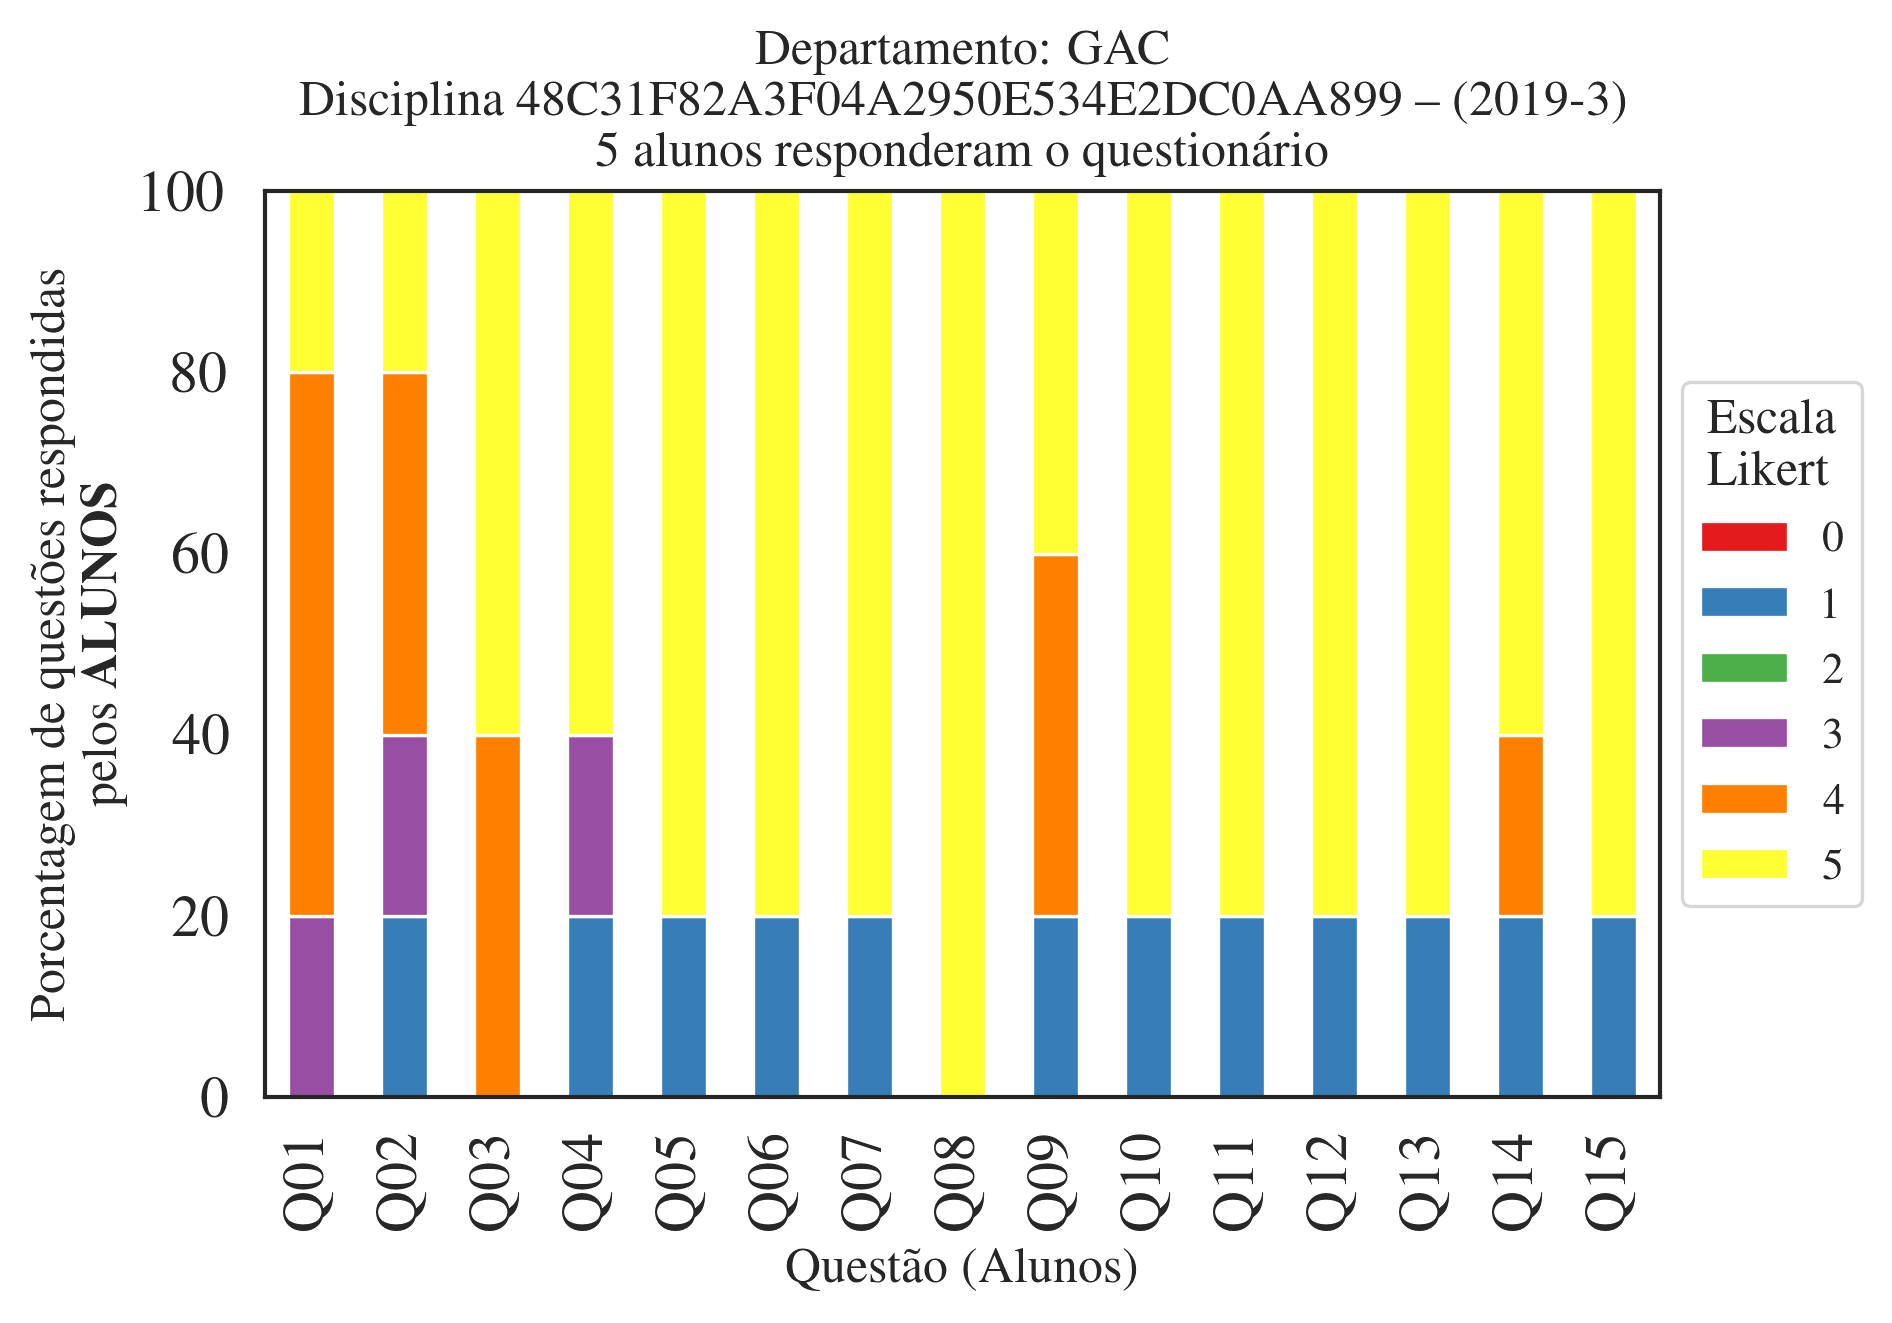 Departamento: GAC
Disciplina 48C31F82A3F04A2950E534E2DC0AA899 – (2019-3)
5 alunos responderam o questionário
Porcentagem de questões respondidas
pelos ALUNOS
100
80
60
40
20
0
Q01
Q02
Q03
Q04
Q05
Q06
Q07
Q08
Q09
Q10
Q11
Q12
Q13
Q14
Q15
Questão (Alunos)
Escala
Likert
0
1
2
3
4
5